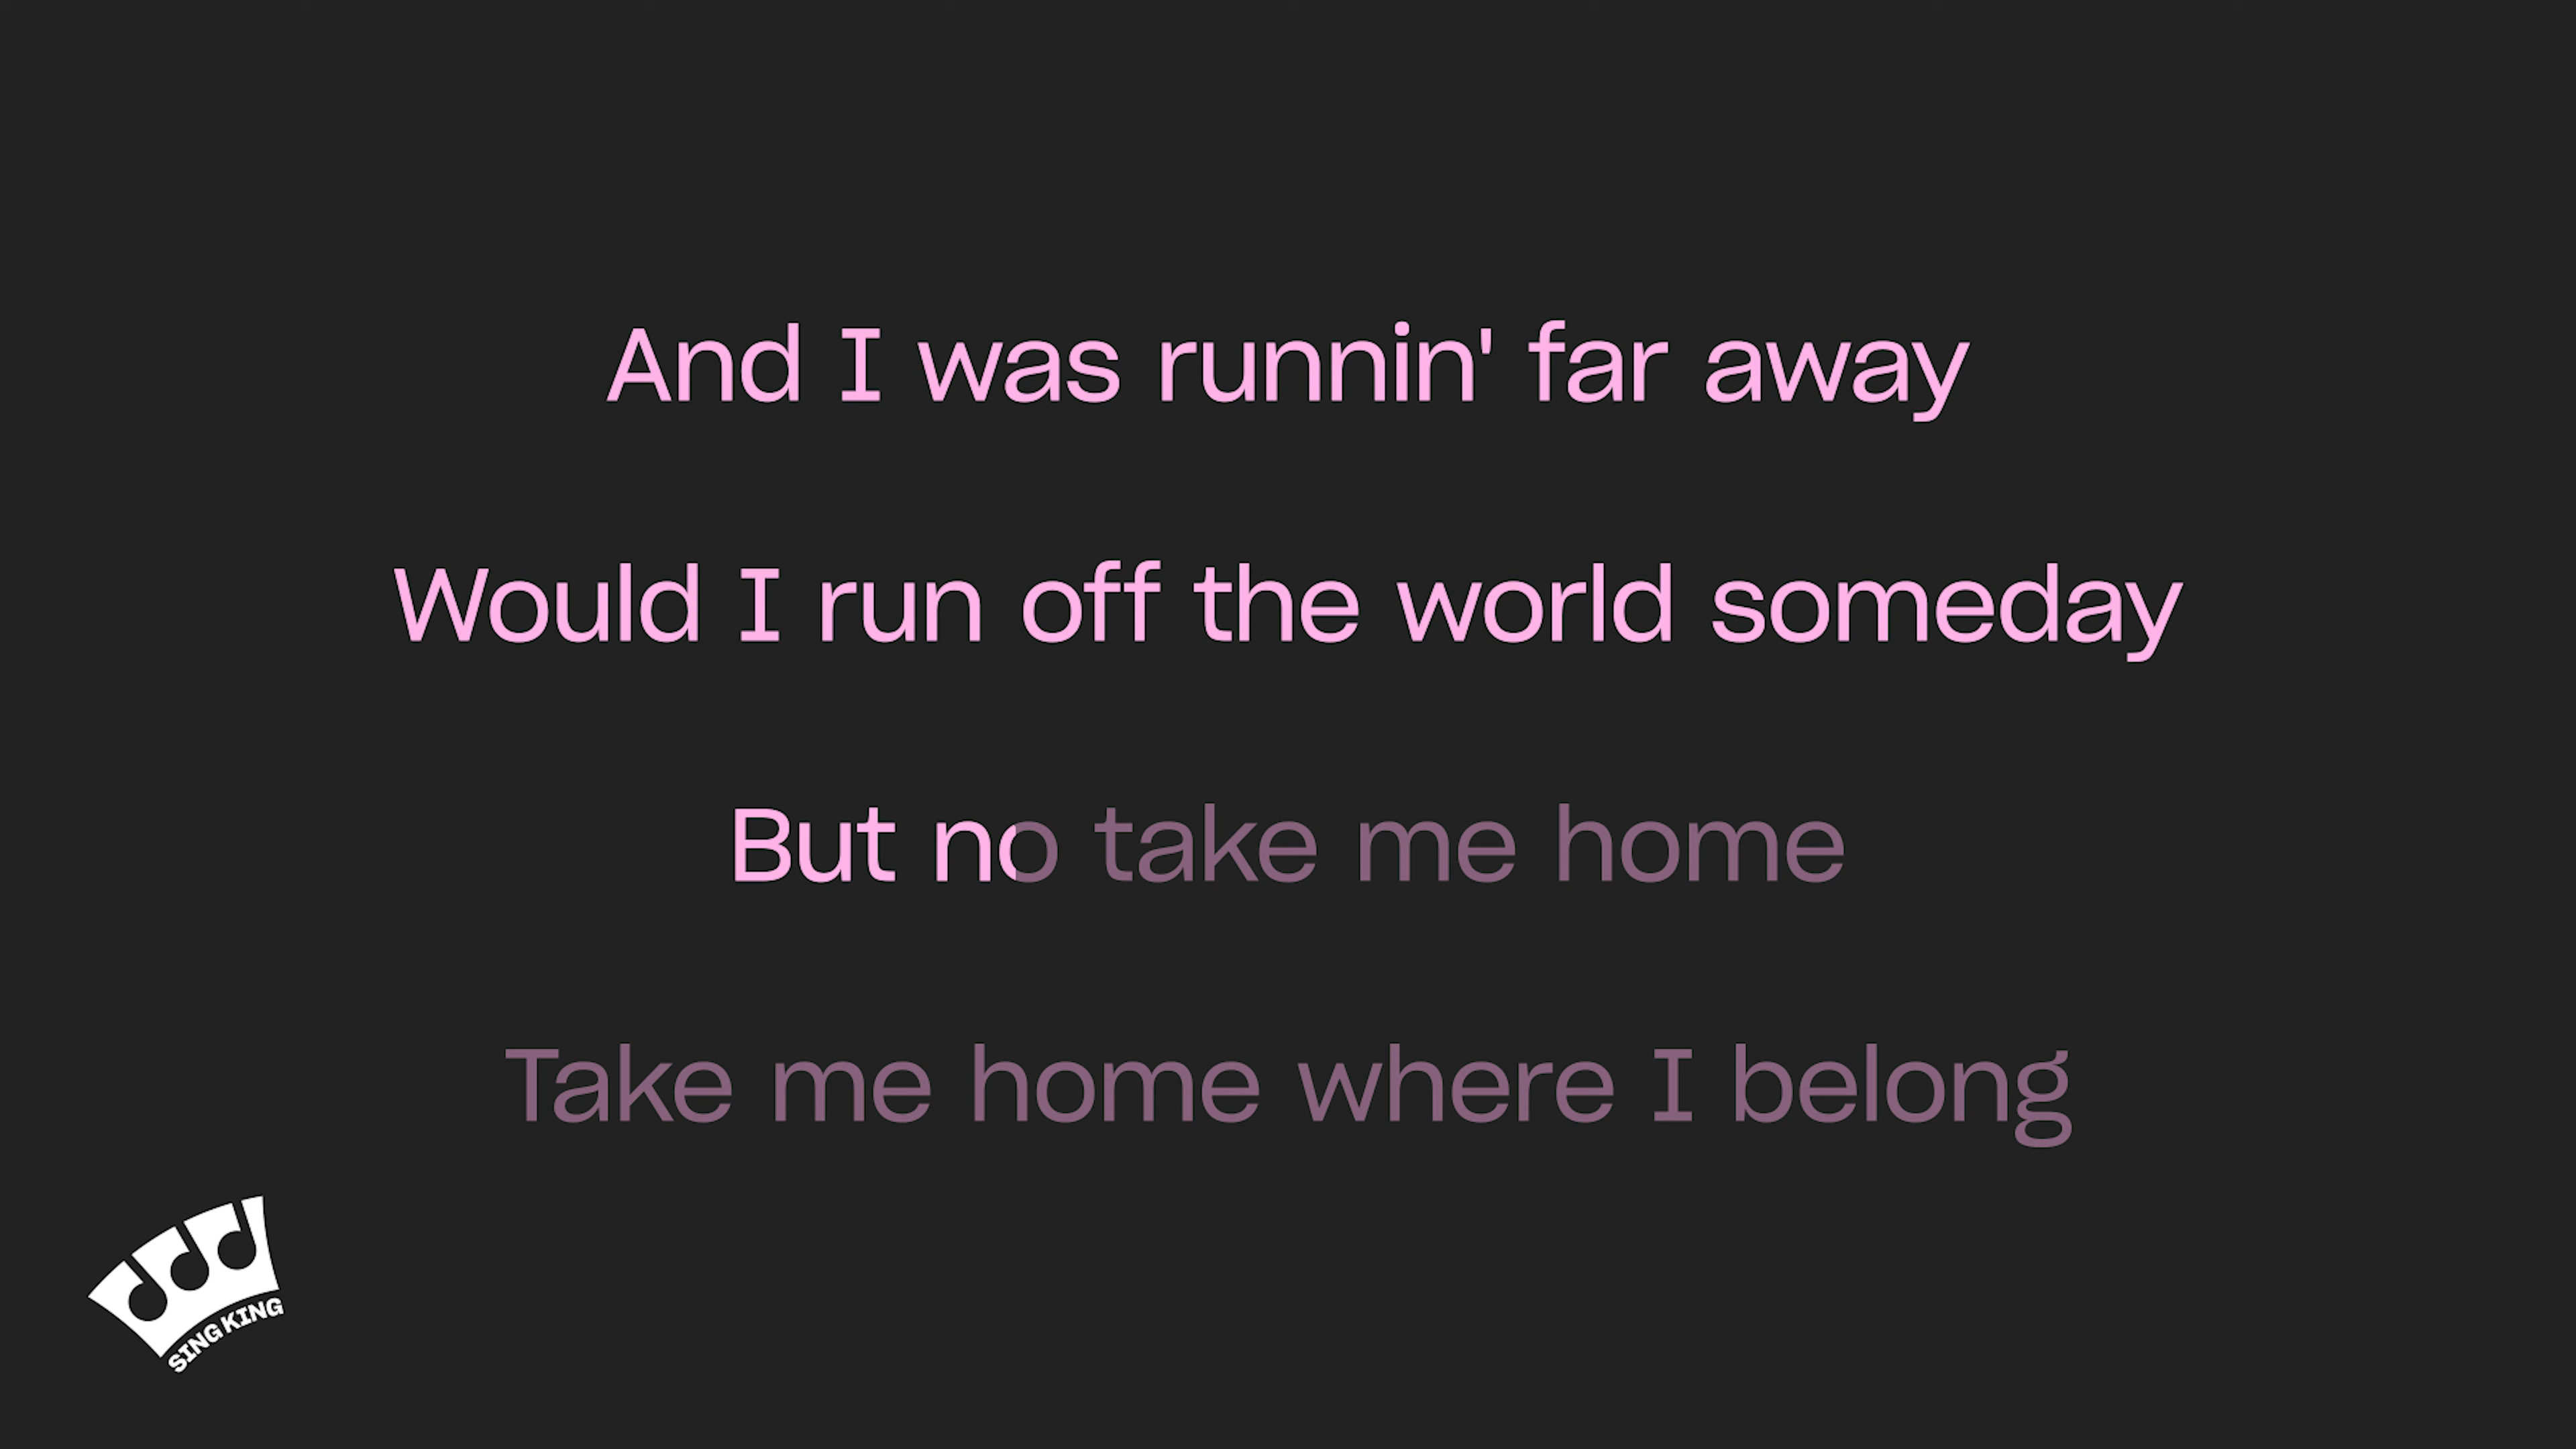 And I was runnin' far away
Would I run off the world someday
But no take me home
Take me home where I belong
SING KING